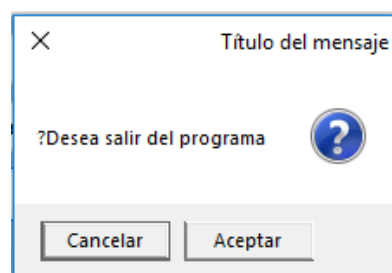 Título del mensaje
?Desea salir del programa
?
Cancelar
Aceptar